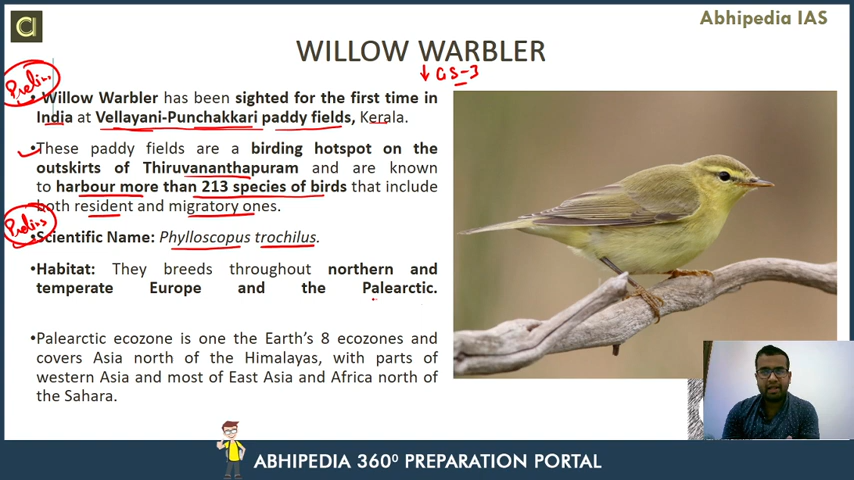 Abhipedia IAS
WILLOW WARBLER
↓ GS-3
Prelims
• Willow Warbler has been sighted for the first time in
India at Vellayani-Punchakkari paddy fields, Kerala.
•These paddy fields are a birding hotspot on the
outskirts of Thiruvananthapuram and are known
to harbour more than 213 species of birds that include
both resident and migratory ones.
Prelims
•Scientific Name: Phylloscopus trochilus.
•Habitat: They breeds throughout northern and
temperate Europe and the Palearctic.
•Palearctic ecozone is one the Earth's 8 ecozones and
covers Asia north of the Himalayas, with parts of
western Asia and most of East Asia and Africa north of
the Sahara.
ABHIPEDIA 360⁰ PREPARATION PORTAL